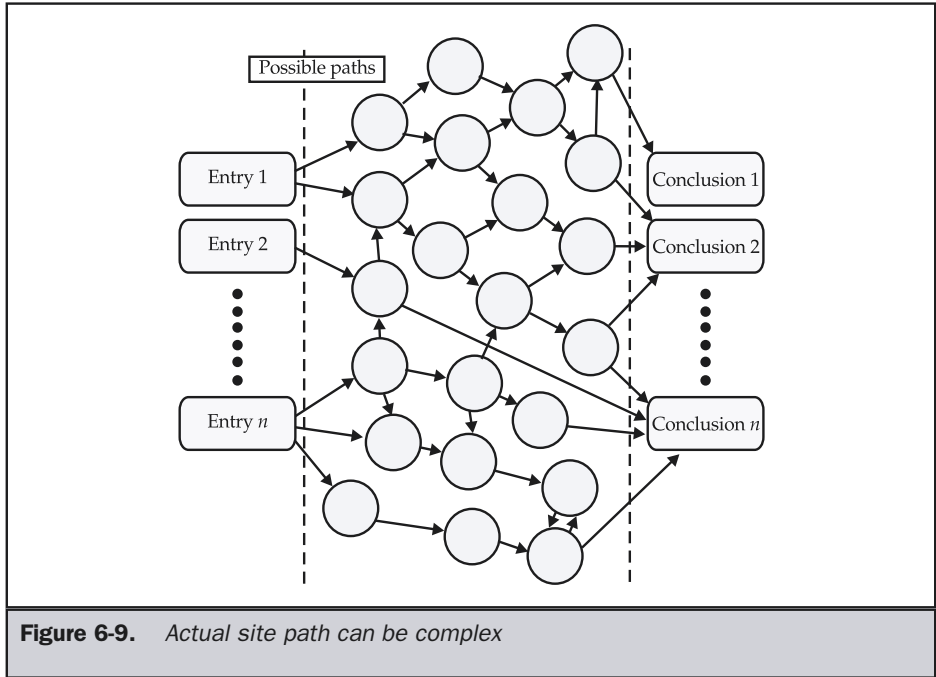 Possible paths
Entry 1
Conclusion 1
Entry 2
Conclusion 2
Entry n
Conclusion n
Figure 6-9. Actual site path can be complex